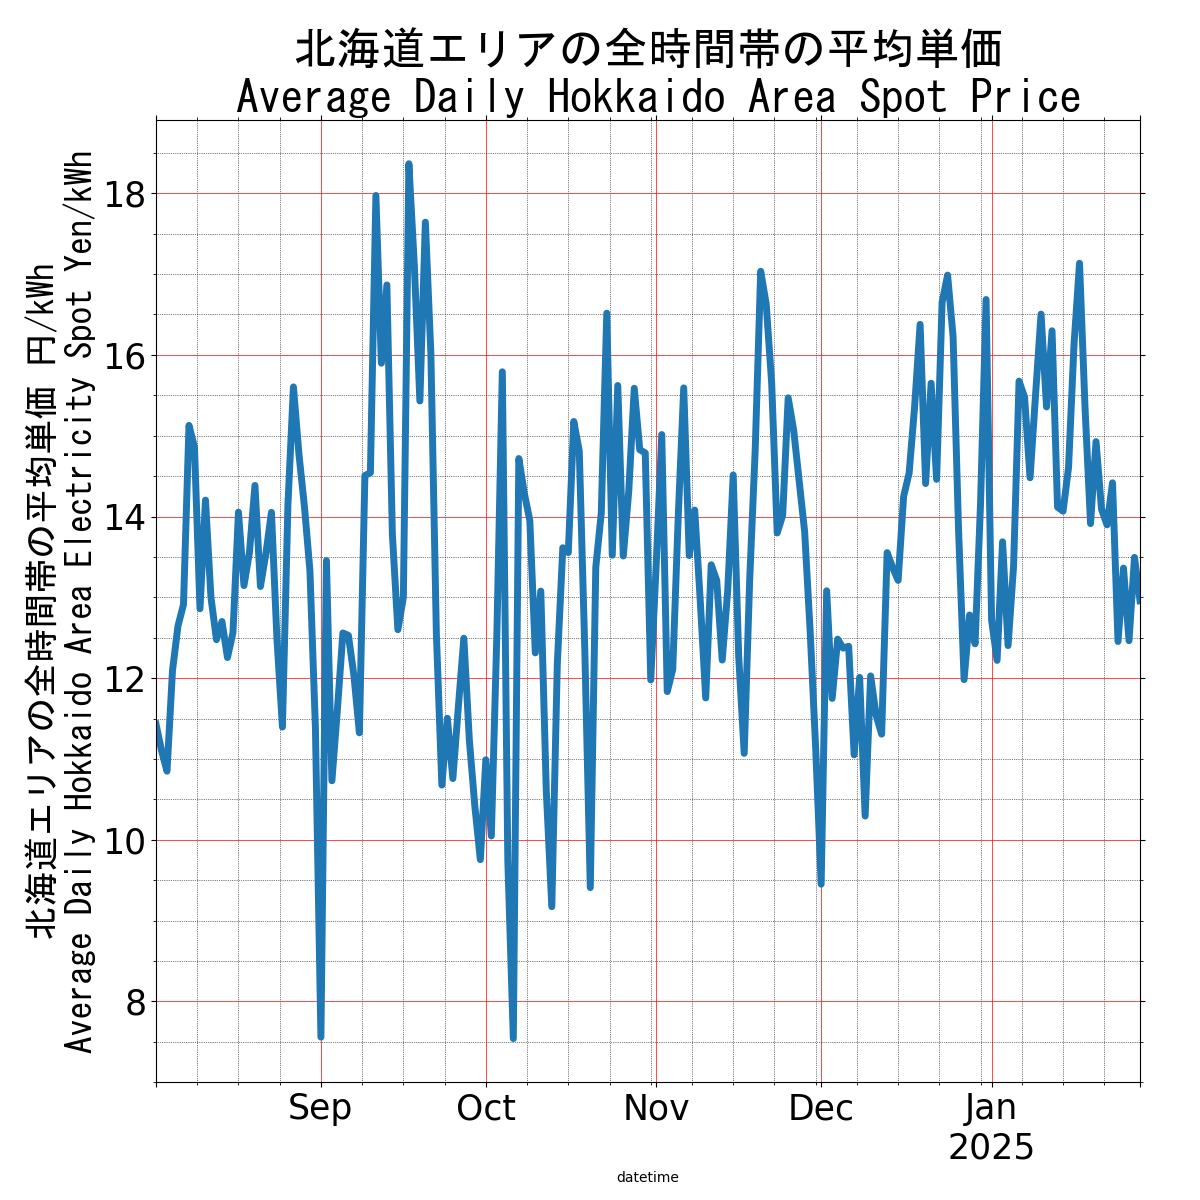 北海道エリアの全時間帯の平均単価
Average Daily Hokkaido Area Spot Price
北海道エリアの全時間帯の平均単価 円/kWh
Average Daily Hokkaido Area Electricity Spot Yen/kWh
18
16
14
12
10
8
Sep
Oct
Nov
Dec
Jan
2025
datetime